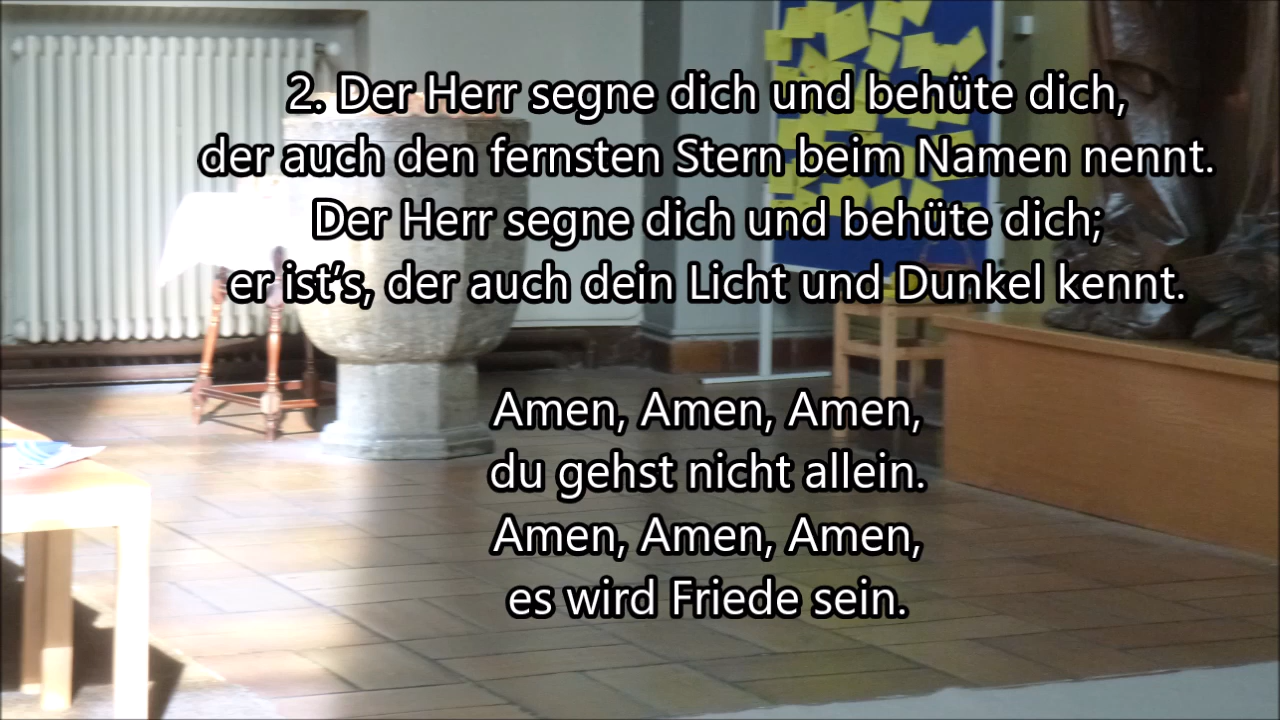 2. Der Herr segne dich und behüte dich,
der auch den fernsten Stern beim Namen nennt.
Der Herr segne dich und behüte dich;
er ist’s, der auch dein Licht und Dunkel kennt.
Amen, Amen, Amen,
du gehst nicht allein.
Amen, Amen, Amen,
es wird Friede sein.